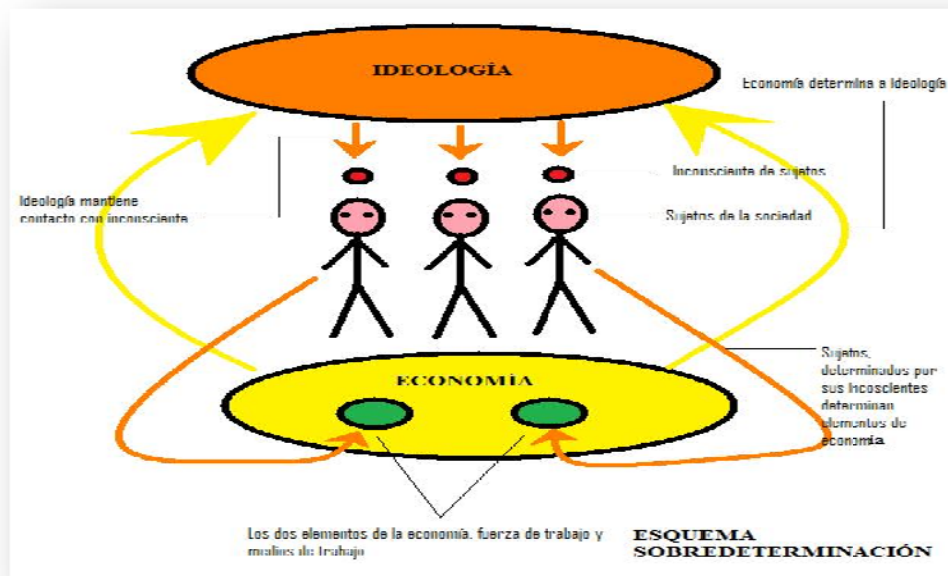 IDEOLOGÍA
Economía determina a Ideología
Inconsciente de sujetos
Ideología mantiene
contacto con inconsciente
Sujetos de la sociedad
ECONOMÍA
Sujetos,
determinados por
sus incoscientes
determinan
elementos de
economía
Los dos elementos de la economía, fuerza de trabajo y
medios de trabajo
ESQUEMA
SOBREDETERMINACIÓN